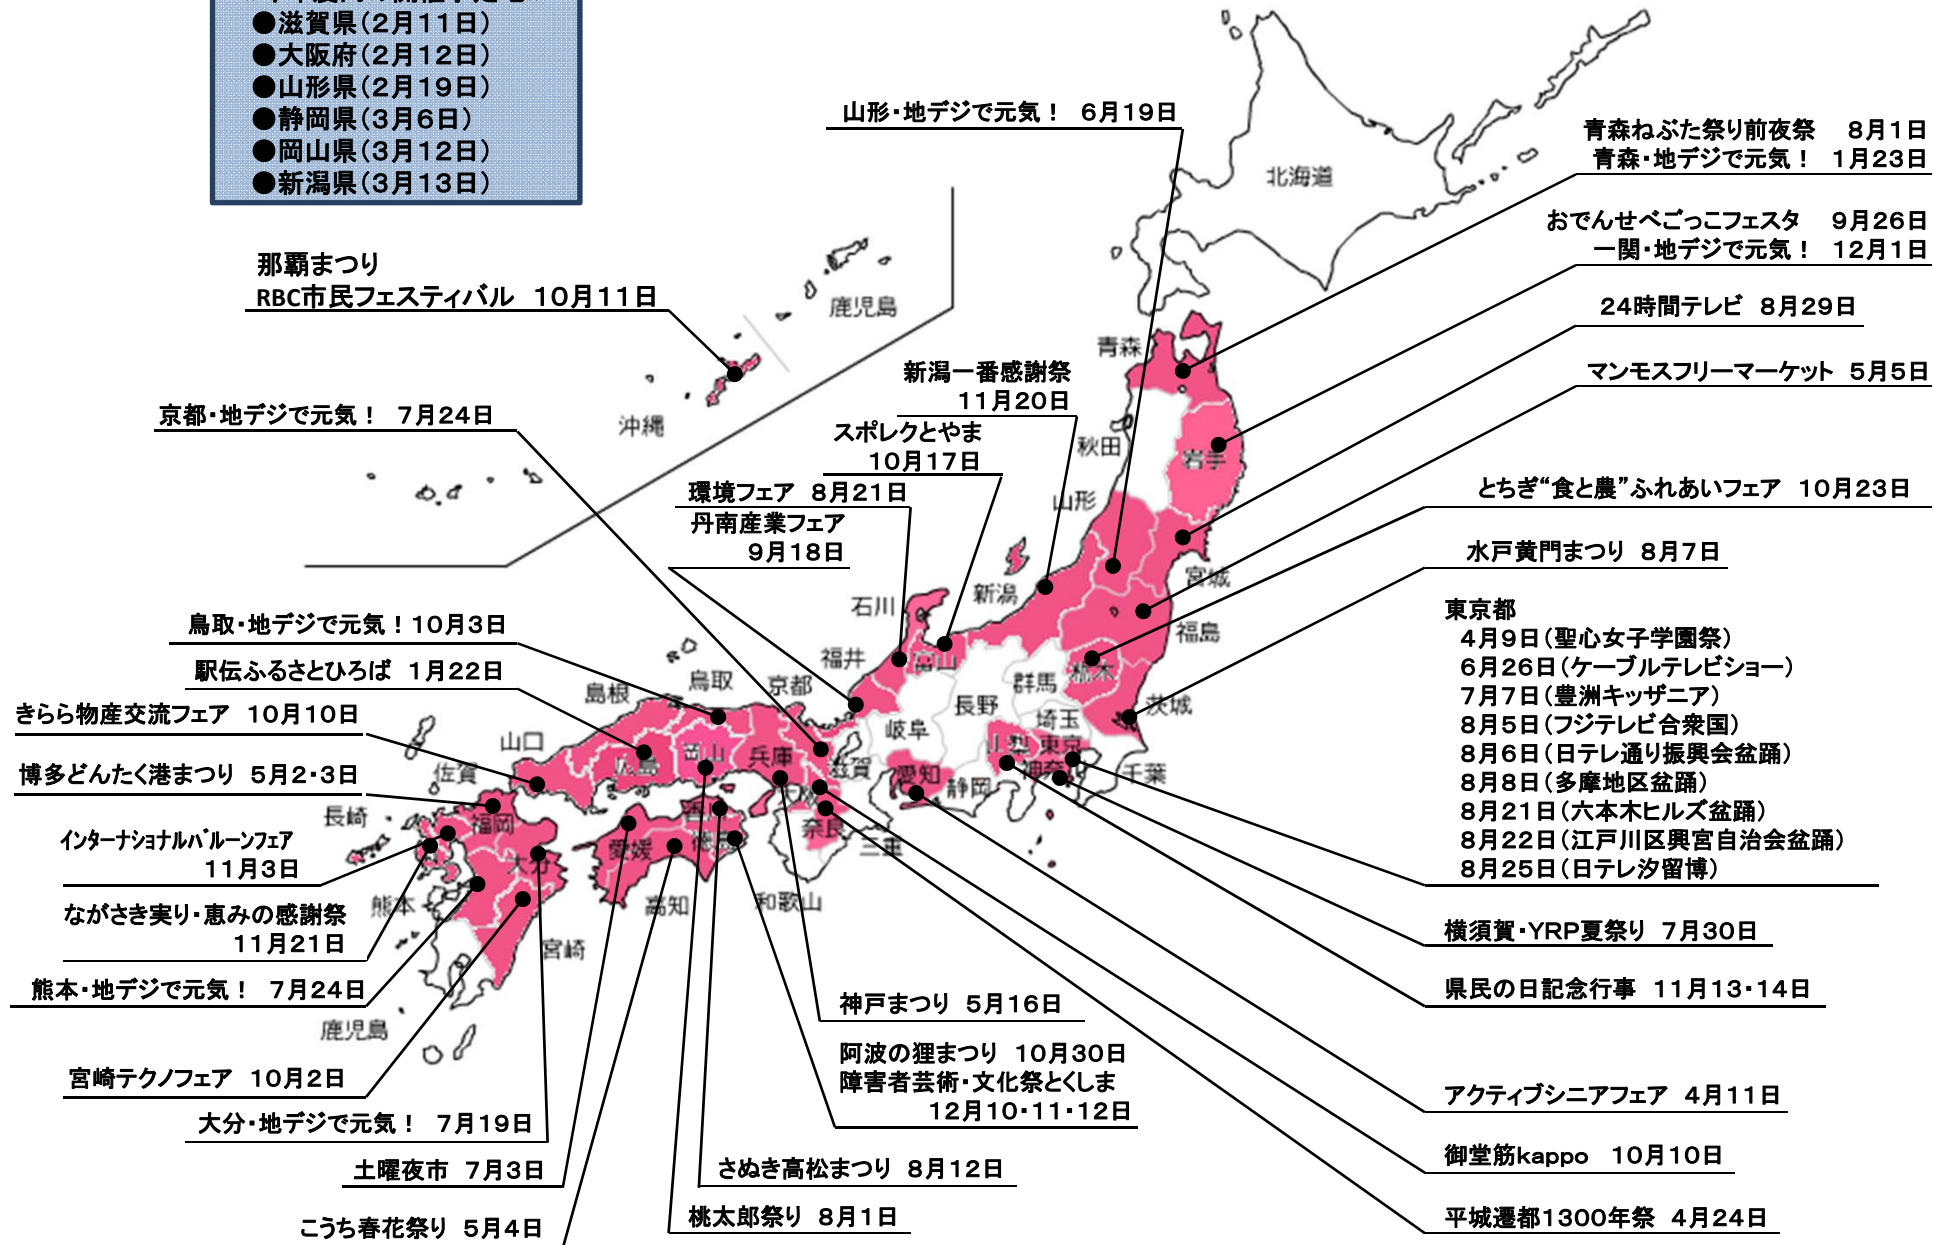 ●滋賀県（２月１１日）
●大阪府（２月１２日）
●山形県（２月１９日）
●静岡県（３月６日）
●岡山県（３月１２日）
●新潟県（３月１３日）
山形・地デジで元気！ ６月１９日
青森ねぶた祭り前夜祭 ８月１日
青森・地デジで元気！ １月２３日
北海道
おでんせべごっこフェスタ ９月２６日
一関・地デジで元気！ １２月１日
那覇まつり
RBC市民フェスティバル １０月１１日
鹿児島
２４時間テレビ ８月２９日
青森
マンモスフリーマーケット ５月５日
新潟一番感謝祭
１１月２０日
京都・地デジで元気！ ７月２４日
沖縄
スポレクとやま
１０月１７日
秋田
岩手
環境フェア ８月２１日
山形
とちぎ“食と農”ふれあいフェア １０月２３日
丹南産業フェア
９月１８日
水戸黄門まつり ８月７日
宮城
新潟
石川
福島
鳥取・地デジで元気！１０月３日
福井
富山
栃木
駅伝ふるさとひろば １月２２日
島根
鳥取
京都
群馬
長野
茨城
埼玉
岐阜
きらら物産交流フェア １０月１０日
山口
広島
岡山
兵庫
滋賀
山梨
東京
神奈
千葉
愛知
静岡
大阪
東京都
４月９日（聖心女子学園祭）
６月２６日（ケーブルテレビショー）
７月７日（豊洲キッザニア）
８月５日（フジテレビ合衆国）
８月６日（日テレ通り振興会盆踊）
８月８日（多摩地区盆踊）
８月２１日（六本木ヒルズ盆踊）
８月２２日（江戸川区興宮自治会盆踊）
８月２５日（日テレ汐留博）
博多どんたく港まつり ５月２・３日
佐賀
長崎
福岡
香川
奈良
三重
愛媛
徳島
大分
インターナショナルバルーンフェア
１１月３日
熊本
高知
和歌山
ながさき実り・恵みの感謝祭
１１月２１日
宮崎
横須賀・ＹＲＰ夏祭り ７月３０日
熊本・地デジで元気！ ７月２４日
県民の日記念行事 １１月１３・１４日
神戸まつり ５月１６日
鹿児島
阿波の狸まつり １０月３０日
障害者芸術・文化祭とくしま
１２月１０・１１・１２日
宮崎テクノフェア １０月２日
アクティブシニアフェア ４月１１日
大分・地デジで元気！ ７月１９日
御堂筋kappo １０月１０日
土曜夜市 ７月３日
さぬき高松まつり ８月１２日
桃太郎祭り ８月１日
平城遷都１３００年祭 ４月２４日
こうち春花祭り ５月４日